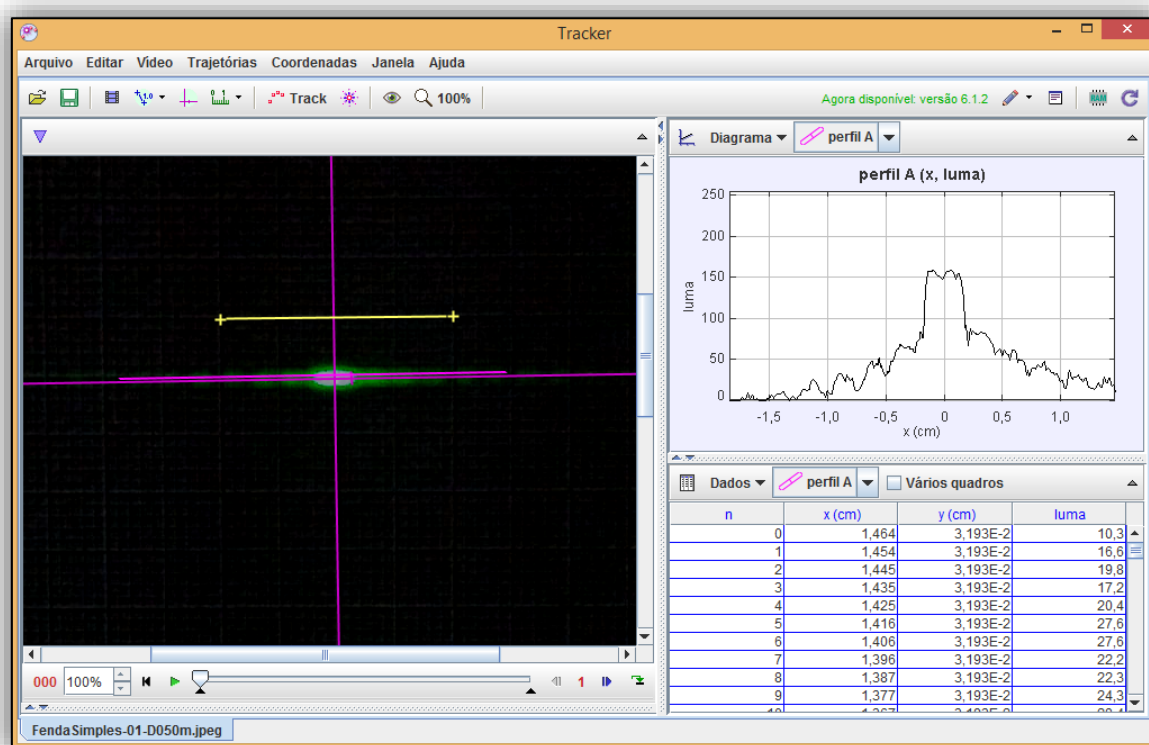 Tracker
Arquivo Editar Vídeo Trajetórias Coordenadas Janela Ajuda
1.0 Track 100% Agora disponível: versão 6.1.2
Diagrama perfil A
perfil A (x, luma)
250
200
150
100
50
0
luma
-1,5 -1,0 -0,5 0 0,5 1,0
x (cm)
Dados perfil A Vários quadros
n x (cm) y (cm) luma
0 1,464 3,193E-2 10,3
1 1,454 3,193E-2 16,6
2 1,445 3,193E-2 19,8
3 1,435 3,193E-2 17,2
4 1,425 3,193E-2 20,4
5 1,416 3,193E-2 27,6
6 1,406 3,193E-2 27,6
7 1,396 3,193E-2 22,2
8 1,387 3,193E-2 22,3
9 1,377 3,193E-2 24,3
000 100% 1
FendaSimples-01-D050m.jpeg